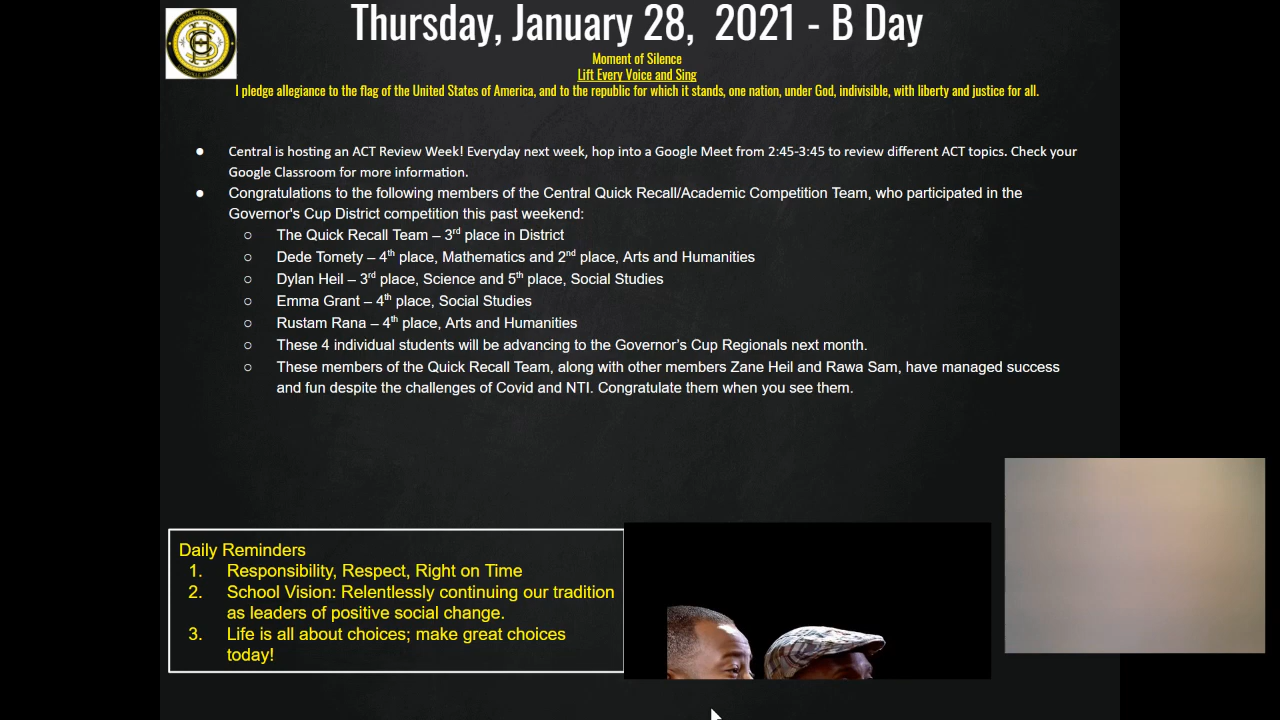 Thursday, January 28, 2021 - B Day
Moment of Silence
Lift Every Voice and Sing
I pledge allegiance to the flag of the United States of America, and to the republic for which it stands, one nation, under God, indivisible, with liberty and justice for all.
● Central is hosting an ACT Review Week! Everyday next week, hop into a Google Meet from 2:45-3:45 to review different ACT topics. Check your
Google Classroom for more information.
● Congratulations to the following members of the Central Quick Recall/Academic Competition Team, who participated in the
Governor's Cup District competition this past weekend:
○ The Quick Recall Team – 3rd place in District
○ Dede Tomety – 4th place, Mathematics and 2nd place, Arts and Humanities
○ Dylan Heil – 3rd place, Science and 5th place, Social Studies
○ Emma Grant – 4th place, Social Studies
○ Rustam Rana – 4th place, Arts and Humanities
○ These 4 individual students will be advancing to the Governor's Cup Regionals next month.
○ These members of the Quick Recall Team, along with other members Zane Heil and Rawa Sam, have managed success
and fun despite the challenges of Covid and NTI. Congratulate them when you see them.
Daily Reminders
1. Responsibility, Respect, Right on Time
2. School Vision: Relentlessly continuing our tradition
as leaders of positive social change.
3. Life is all about choices; make great choices
today!